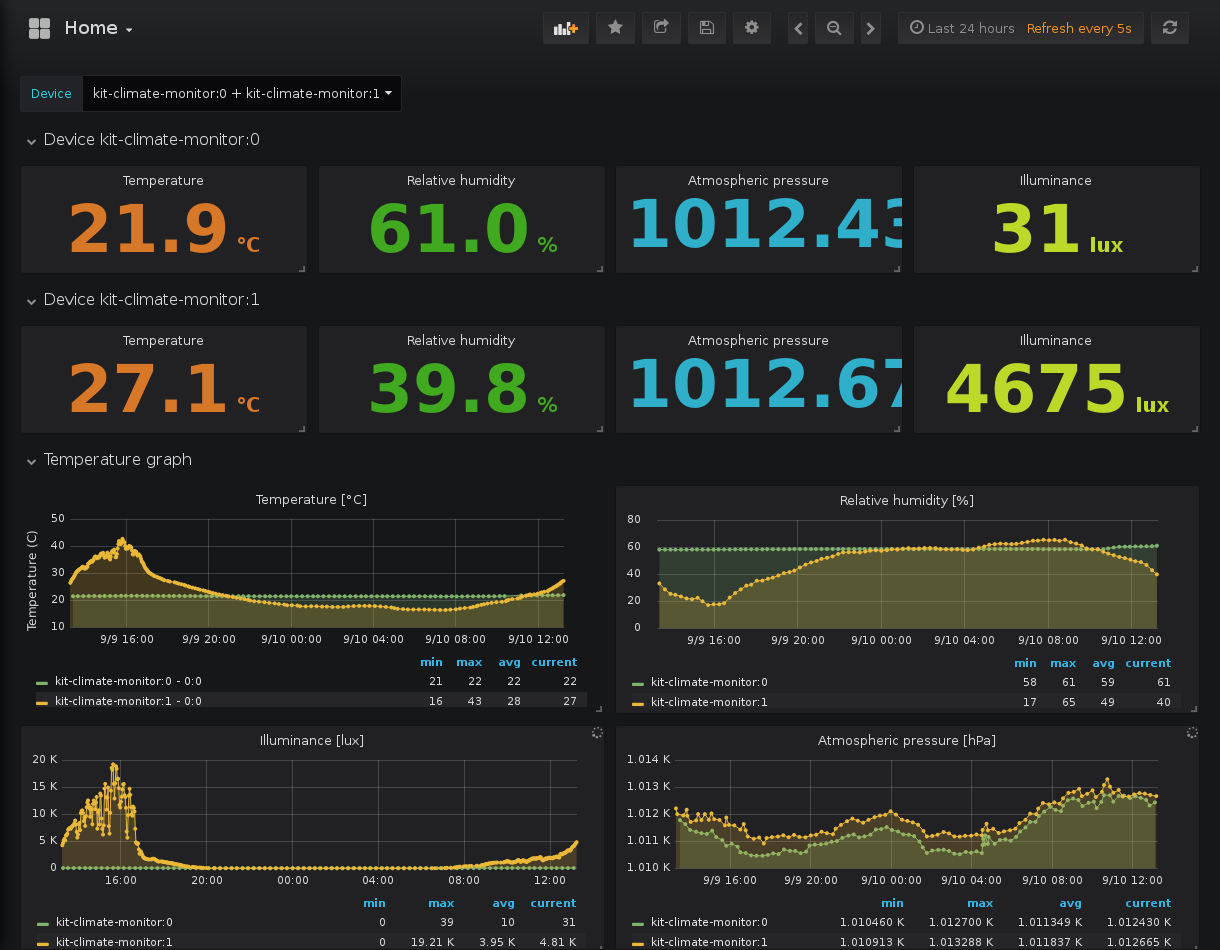 Home
Last 24 hours Refresh every 5s
Device kit-climate-monitor:0 + kit-climate-monitor:1
Device kit-climate-monitor:0
Temperature Relative humidity Atmospheric pressure Illuminance
21.9 °C 61.0 % 1012.43 31 lux
Device kit-climate-monitor:1
Temperature Relative humidity Atmospheric pressure Illuminance
27.1 °C 39.8 % 1012.67 4675 lux
Temperature graph
Temperature [°C]
Temperature (C)
50
40
30
20
10
9/9 16:00 9/9 20:00 9/10 00:00 9/10 04:00 9/10 08:00 9/10 12:00
min max avg current
kit-climate-monitor:0 - 0:0 21 22 22 22
kit-climate-monitor:1 - 0:0 16 43 28 27
Relative humidity [%]
80
60
40
20
0
9/9 16:00 9/9 20:00 9/10 00:00 9/10 04:00 9/10 08:00 9/10 12:00
min max avg current
kit-climate-monitor:0 58 61 59 61
kit-climate-monitor:1 17 65 49 40
Illuminance [lux]
20 K
15 K
10 K
5 K
0
16:00 20:00 00:00 04:00 08:00 12:00
min max avg current
kit-climate-monitor:0 0 39 10 31
kit-climate-monitor:1 0 19.21 K 3.95 K 4.81 K
Atmospheric pressure [hPa]
1.014 K
1.013 K
1.012 K
1.011 K
1.010 K
9/9 16:00 9/9 20:00 9/10 00:00 9/10 04:00 9/10 08:00 9/10 12:00
min max avg current
kit-climate-monitor:0 1.010460 K 1.012700 K 1.011349 K 1.012430 K
kit-climate-monitor:1 1.010913 K 1.013288 K 1.011837 K 1.012665 K